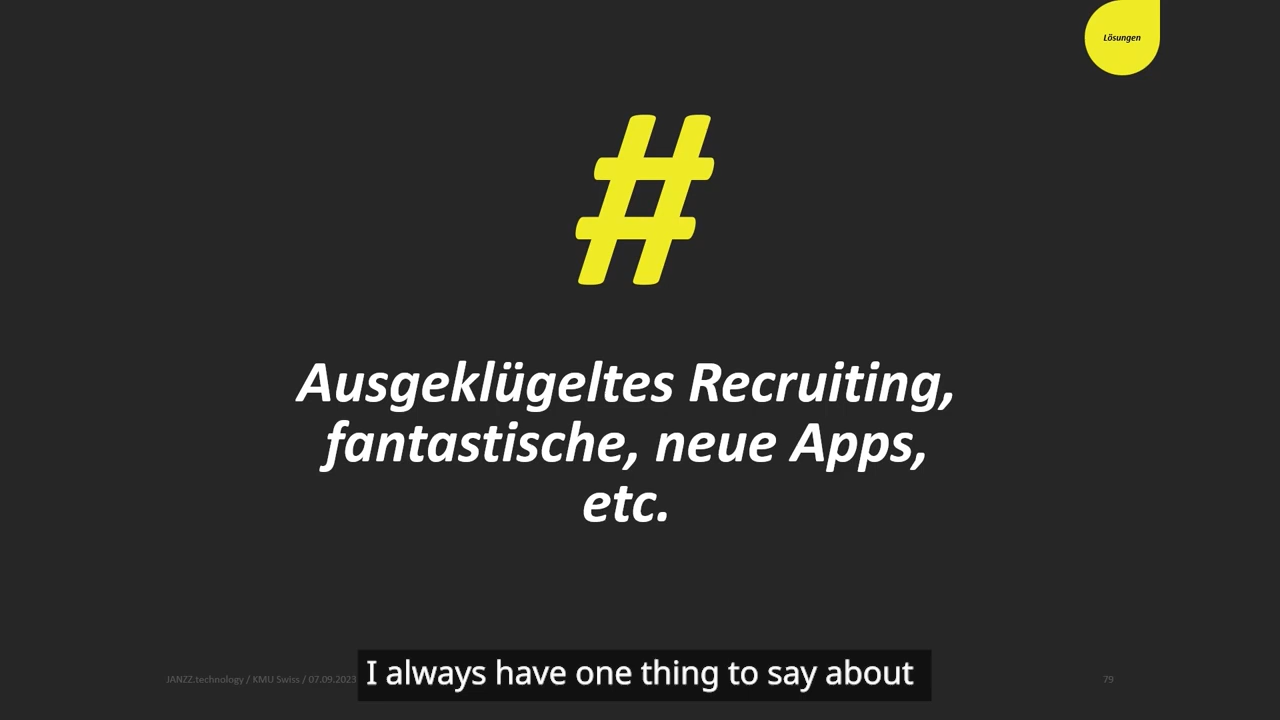 Lösungen
#
Ausgeklügeltes Recruiting,
fantastische, neue Apps,
etc.
JANZZ.technology / KMU Swiss / 07.09.2023
I always have one thing to say about
79